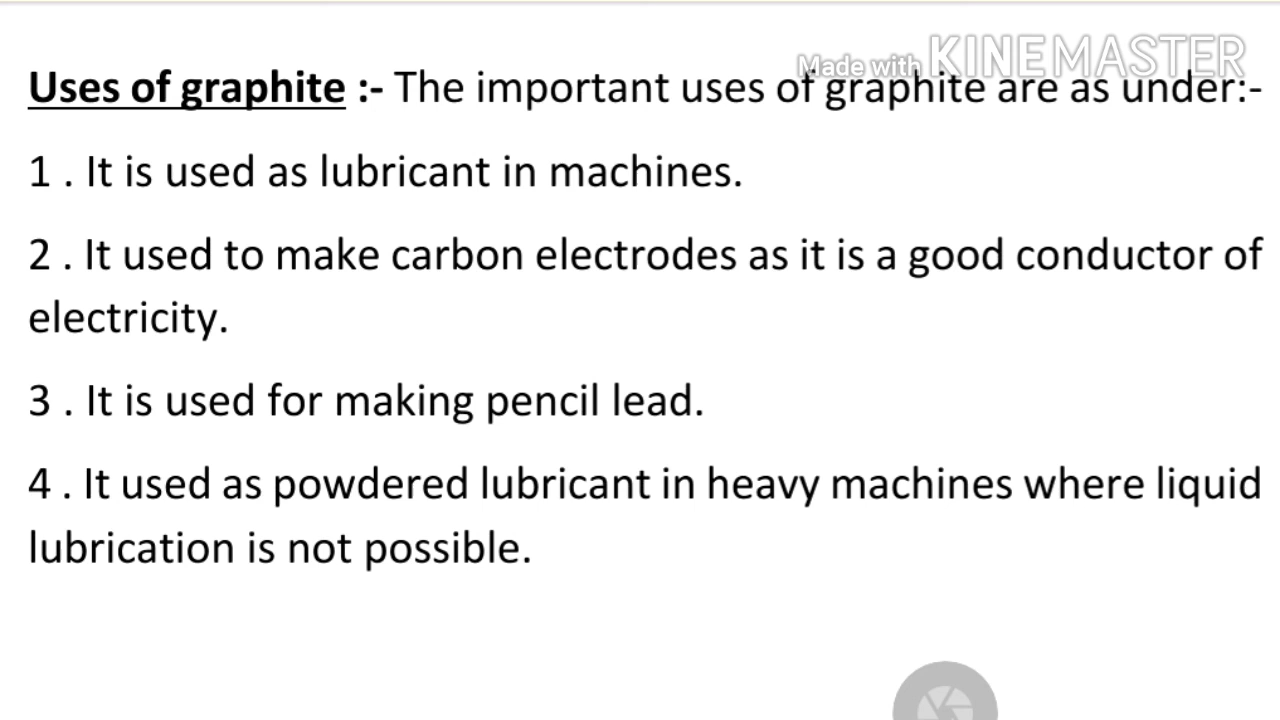 Made with KINEMASTER
Uses of graphite :- The important uses of graphite are as under:-
1 . It is used as lubricant in machines.
2 . It used to make carbon electrodes as it is a good conductor of
electricity.
3 . It is used for making pencil lead.
4 . It used as powdered lubricant in heavy machines where liquid
lubrication is not possible.